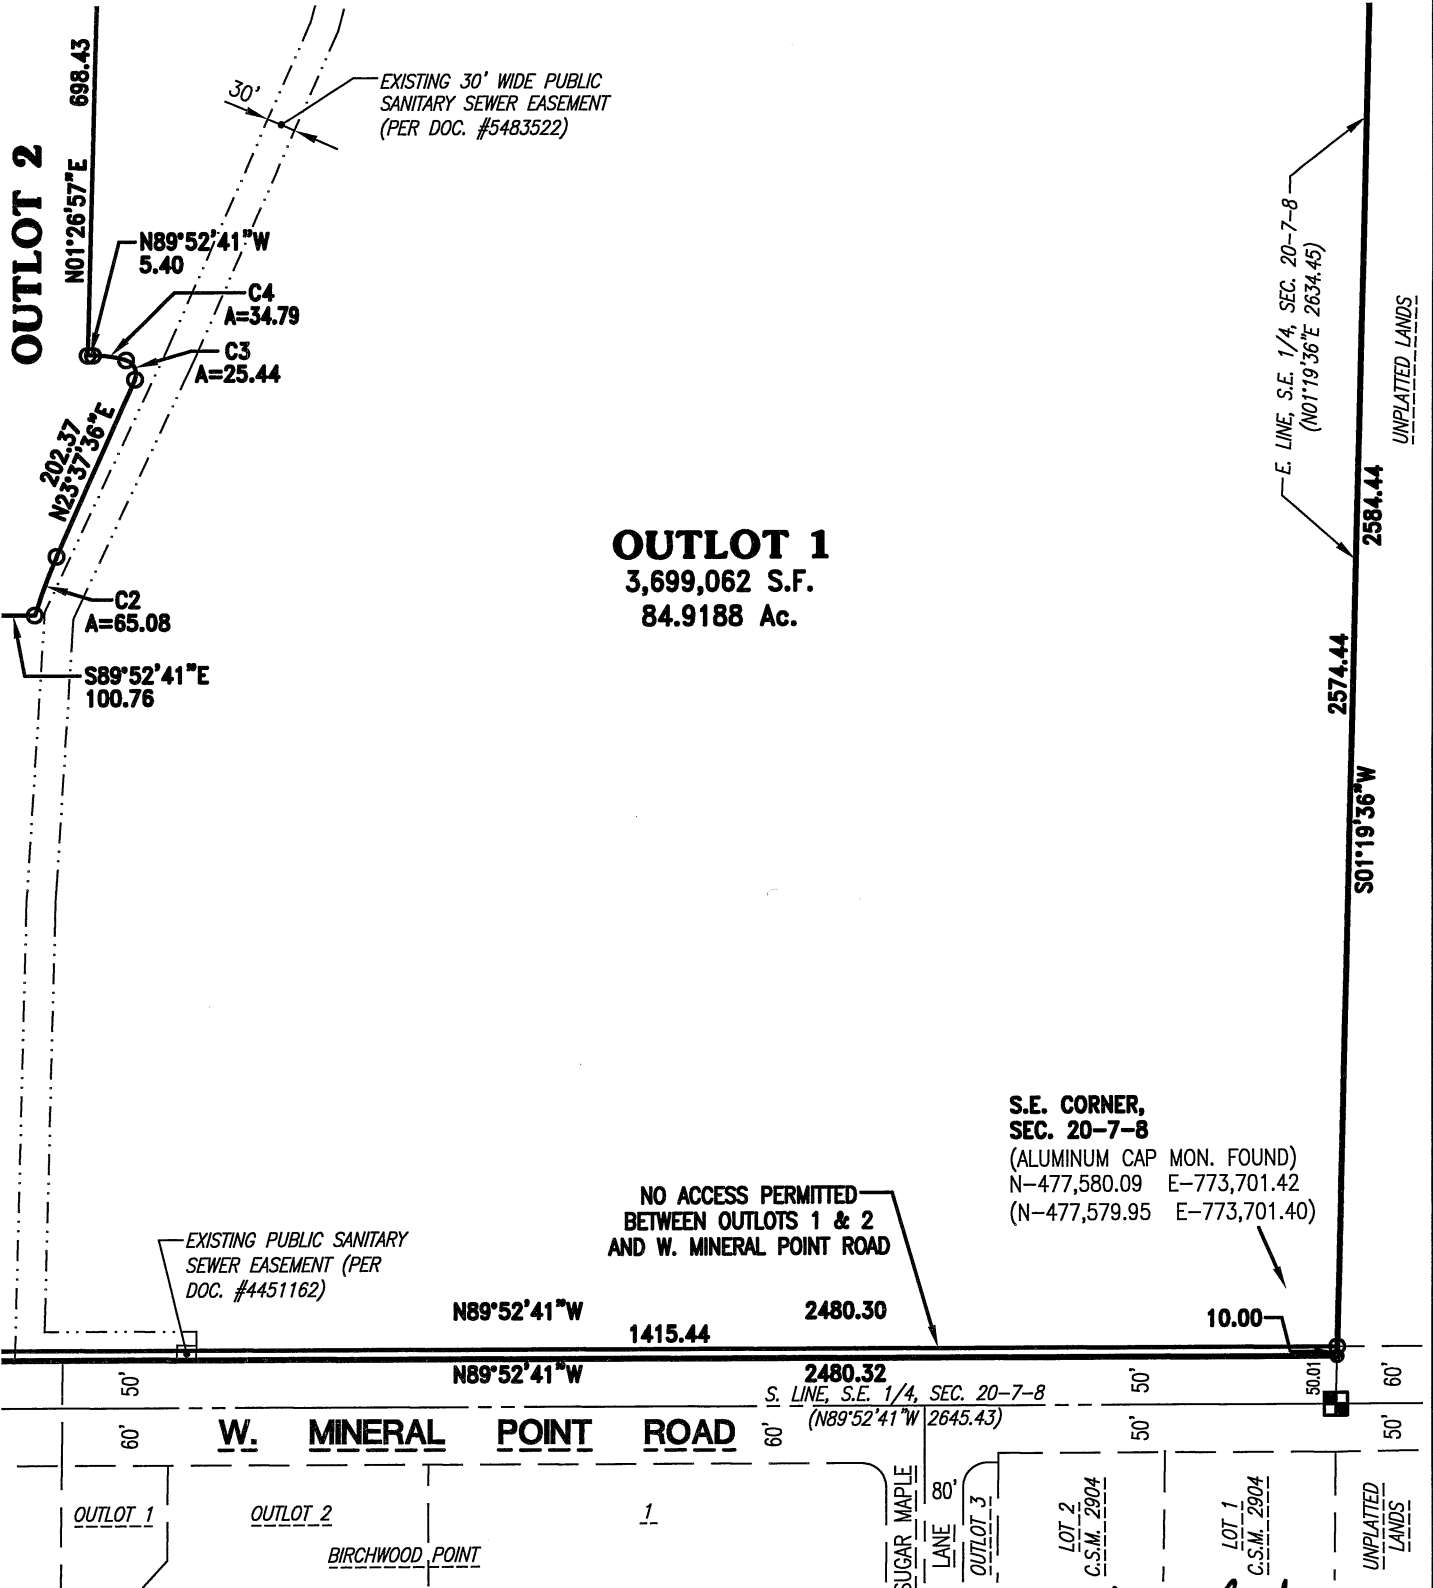 OUTLOT 2
N01°26'57"E 698.43
30'
EXISTING 30' WIDE PUBLIC
SANITARY SEWER EASEMENT
(PER DOC. #5483522)
N89°52'41"W
5.40
C4
A=34.79
C3
A=25.44
202.37
N23°37'36"E
C2
A=65.08
S89°52'41"E
100.76
OUTLOT 1
3,699,062 S.F.
84.9188 Ac.
E. LINE, S.E. 1/4, SEC. 20-7-8
(N01°19'36"E 2634.45)
UNPLATTED LANDS
2584.44
2574.44
S01°19'36"W
S.E. CORNER,
SEC. 20-7-8
(ALUMINUM CAP MON. FOUND)
N-477,580.09 E-773,701.42
(N-477,579.95 E-773,701.40)
NO ACCESS PERMITTED
BETWEEN OUTLOTS 1 & 2
AND W. MINERAL POINT ROAD
EXISTING PUBLIC SANITARY
SEWER EASEMENT (PER
DOC. #4451162)
N89°52'41"W 2480.30
10.00
1415.44
N89°52'41"W 2480.32
50'
50'
50.01
60'
S. LINE, S.E. 1/4, SEC. 20-7-8
(N89°52'41"W 2645.43)
60'
W. MINERAL POINT ROAD
60'
50'
50'
OUTLOT 1
OUTLOT 2
1
BIRCHWOOD POINT
SUGAR MAPLE
LANE
80'
OUTLOT 3
LOT 2
C.S.M. 2904
LOT 1
C.S.M. 2904
UNPLATTED
LANDS